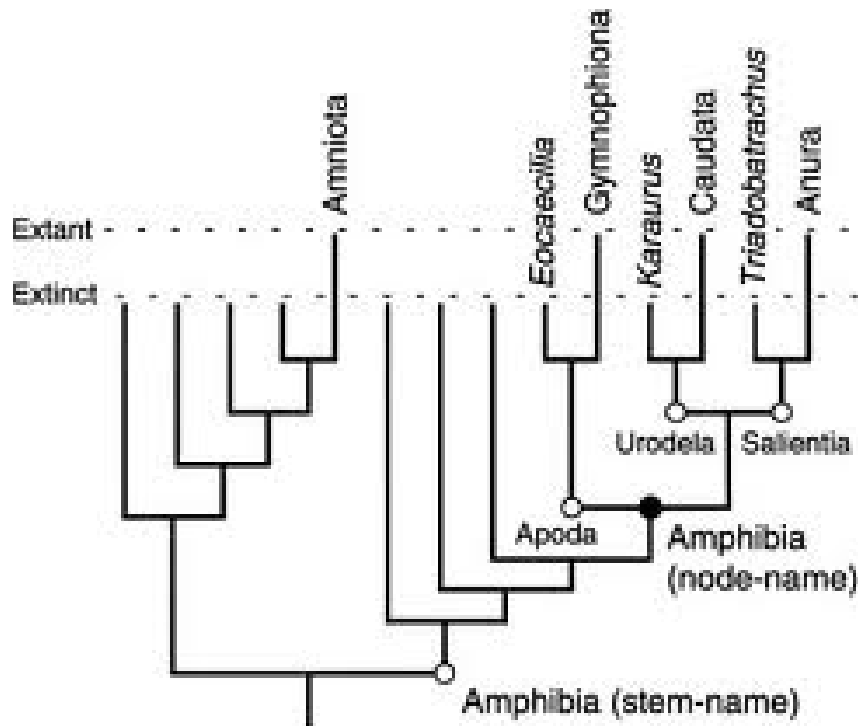 Amniota
Eocaecilia
Gymnophiona
Karaurus
Caudata
Triadobatrachus
Anura
Extant
Extinct
Urodela
Salientia
Apoda
Amphibia
(node-name)
Amphibia (stem-name)